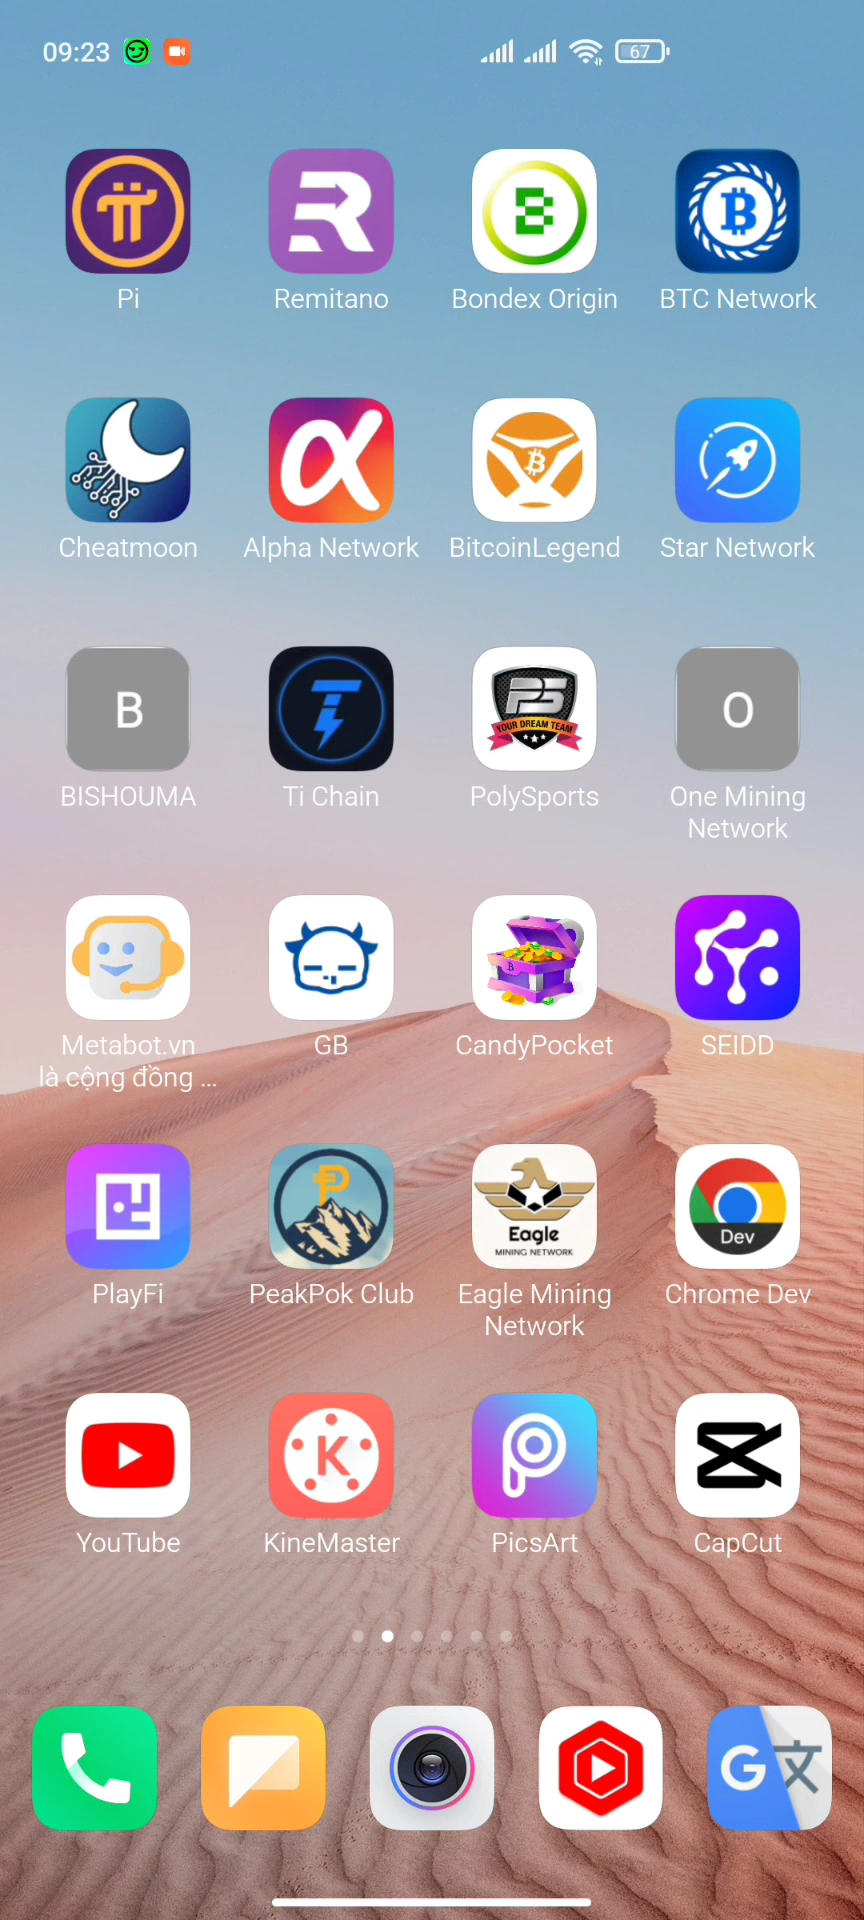 09:23
67
Pi
Remitano
Bondex Origin
BTC Network
Cheatmoon
Alpha Network
BitcoinLegend
Star Network
B
O
PS
YOUR DREAM TEAM
BISHOUMA
Ti Chain
PolySports
One Mining
Network
Metabot.vn
là cộng đồng ...
GB
CandyPocket
SEIDD
Eagle
MINING NETWORK
Dev
PlayFi
PeakPok Club
Eagle Mining
Network
Chrome Dev
K
YouTube
KineMaster
PicsArt
CapCut
G文